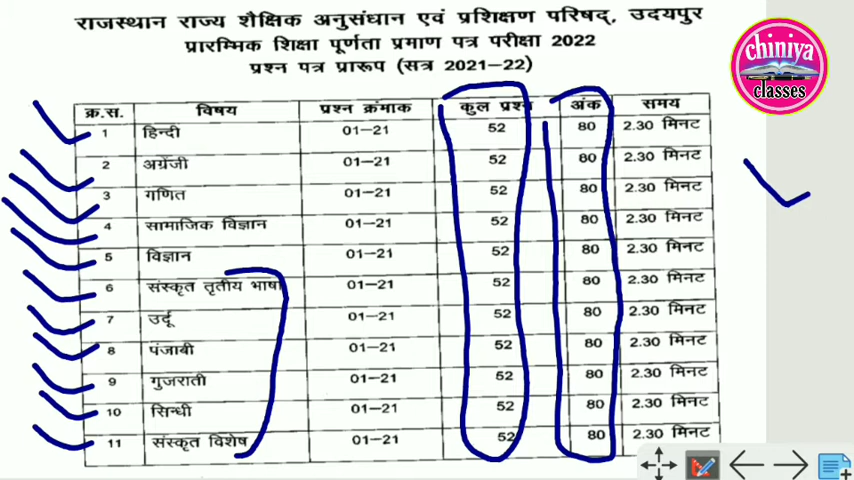 राजस्थान राज्य शैक्षिक अनुसंधान एवं प्रशिक्षण परिषद्, उदयपुर
प्रारम्भिक शिक्षा पूर्णता प्रमाण पत्र परीक्षा 2022
प्रश्न पत्र प्रारूप (सत्र 2021–22)
chiniya
classes
क्र.स. विषय प्रश्न क्रंमाक कुल प्रश्न अंक समय
1 हिन्दी 01–21 52 80 2.30 मिनट
2 अग्रेंजी 01–21 52 80 2.30 मिनट
3 गणित 01–21 52 80 2.30 मिनट
4 सामाजिक विज्ञान 01–21 52 80 2.30 मिनट
5 विज्ञान 01–21 52 80 2.30 मिनट
6 संस्कृत तृतीय भाषा 01–21 52 80 2.30 मिनट
7 उर्दू 01–21 52 80 2.30 मिनट
8 पंजाबी 01–21 52 80 2.30 मिनट
9 गुजराती 01–21 52 80 2.30 मिनट
10 सिन्धी 01–21 52 80 2.30 मिनट
11 संस्कृत विशेष 01–21 52 80 2.30 मिनट